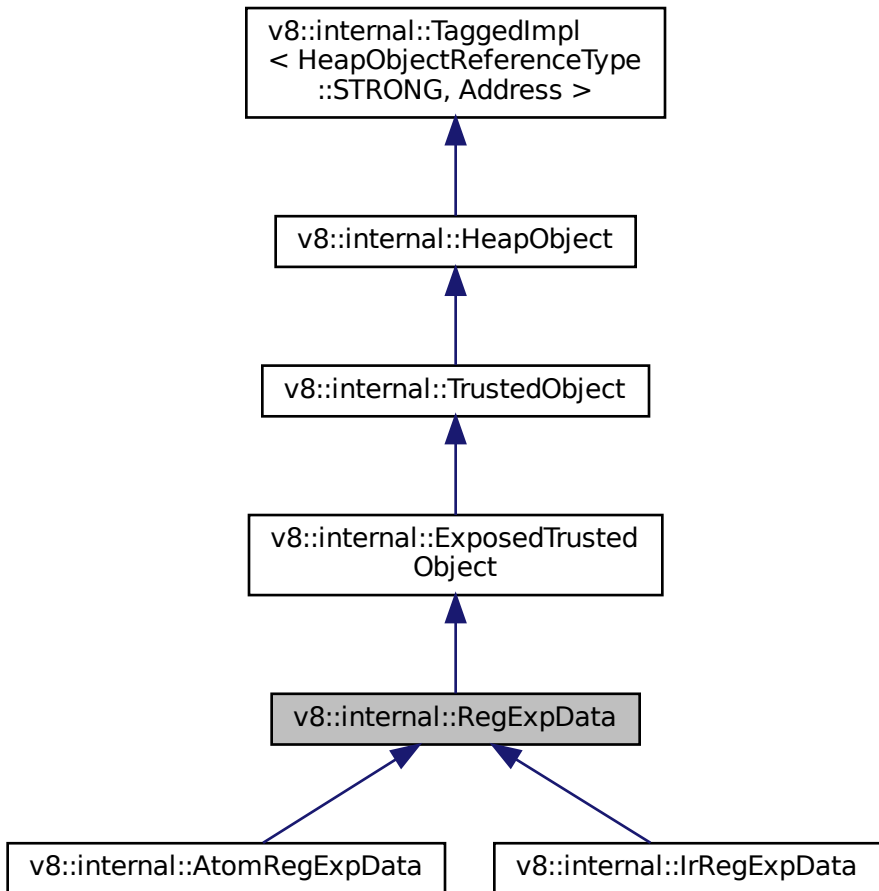 v8::internal::TaggedImpl
< HeapObjectReferenceType
::STRONG, Address >
v8::internal::HeapObject
v8::internal::TrustedObject
v8::internal::ExposedTrusted
Object
v8::internal::RegExpData
v8::internal::AtomRegExpData
v8::internal::IrRegExpData